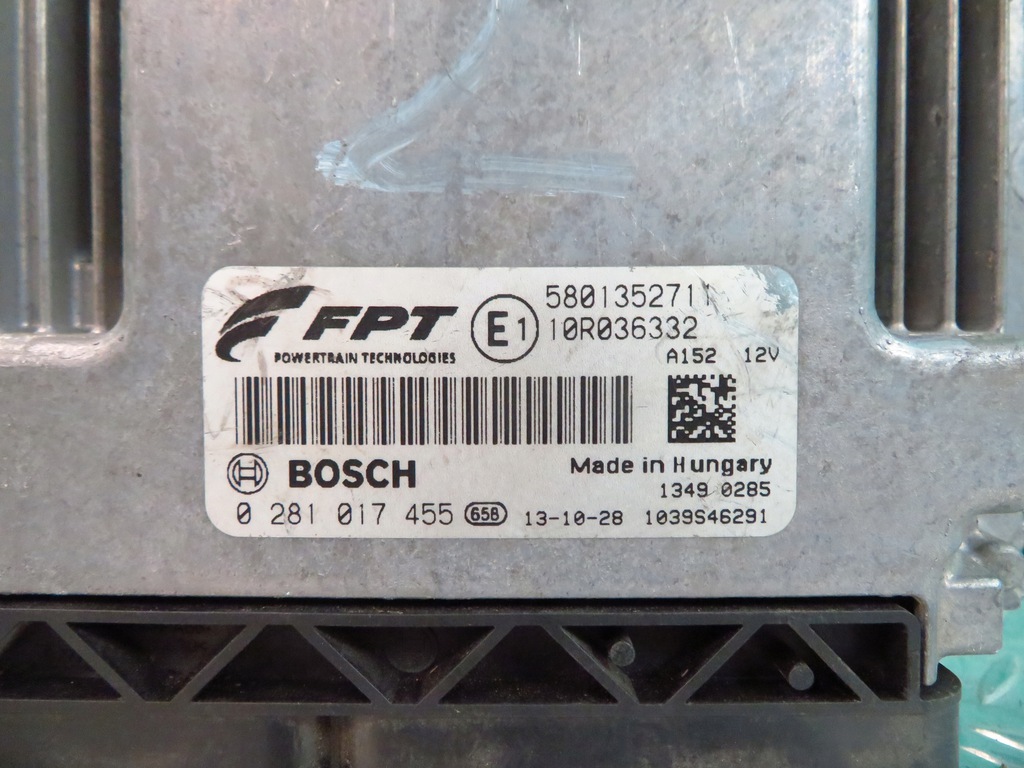 FPT
POWERTRAIN TECHNOLOGIES
E1
5801352711
10R036332
A152 12V
BOSCH
Made in Hungary
1349 0285
0 281 017 455 65B 13-10-28 1039S46291